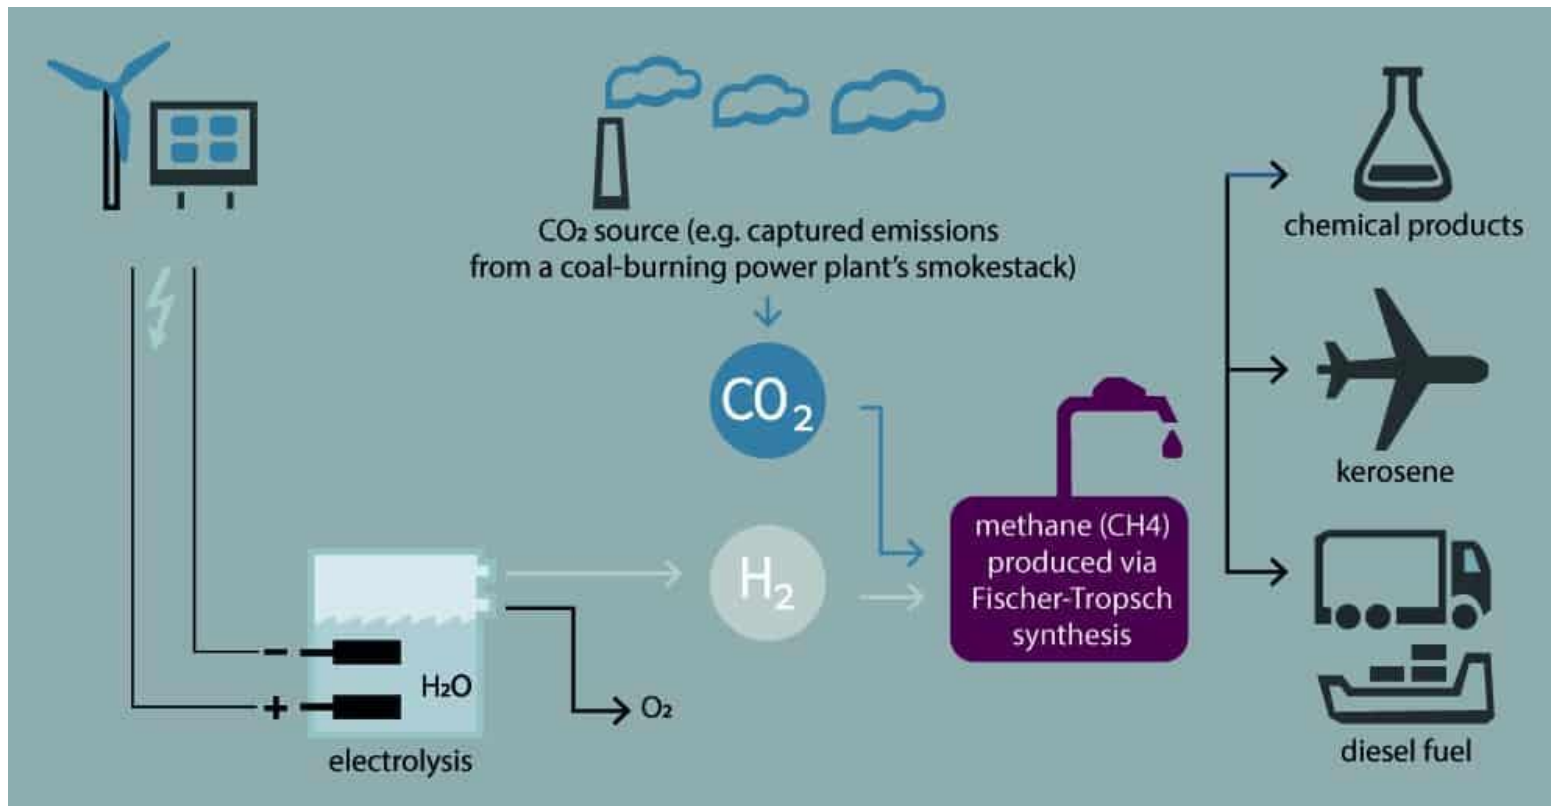 CO₂ source (e.g. captured emissions
from a coal-burning power plant's smokestack)
CO₂
H₂
methane (CH4)
produced via
Fischer-Tropsch
synthesis
chemical products
kerosene
diesel fuel
−
+
H₂O
O₂
electrolysis